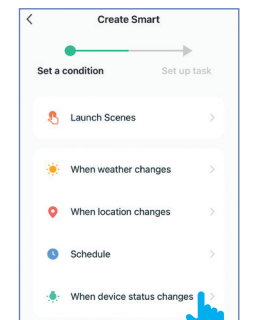 Create Smart
Set a condition Set up task
Launch Scenes
When weather changes
When location changes
Schedule
When device status changes